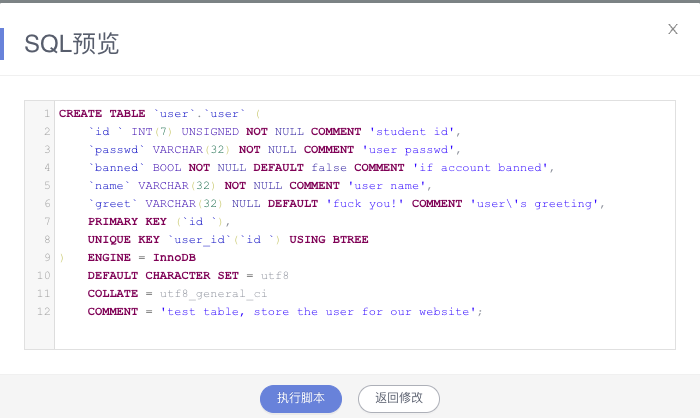 SQL预览
X
1 CREATE TABLE `user`.`user` (
2 `id ` INT(7) UNSIGNED NOT NULL COMMENT 'student id',
3 `passwd` VARCHAR(32) NOT NULL COMMENT 'user passwd',
4 `banned` BOOL NOT NULL DEFAULT false COMMENT 'if account banned',
5 `name` VARCHAR(32) NOT NULL COMMENT 'user name',
6 `greet` VARCHAR(32) NULL DEFAULT 'fuck you!' COMMENT 'user\'s greeting',
7 PRIMARY KEY (`id `),
8 UNIQUE KEY `user_id`(`id `) USING BTREE
9 ) ENGINE = InnoDB
10 DEFAULT CHARACTER SET = utf8
11 COLLATE = utf8_general_ci
12 COMMENT = 'test table, store the user for our website';
执行脚本 返回修改